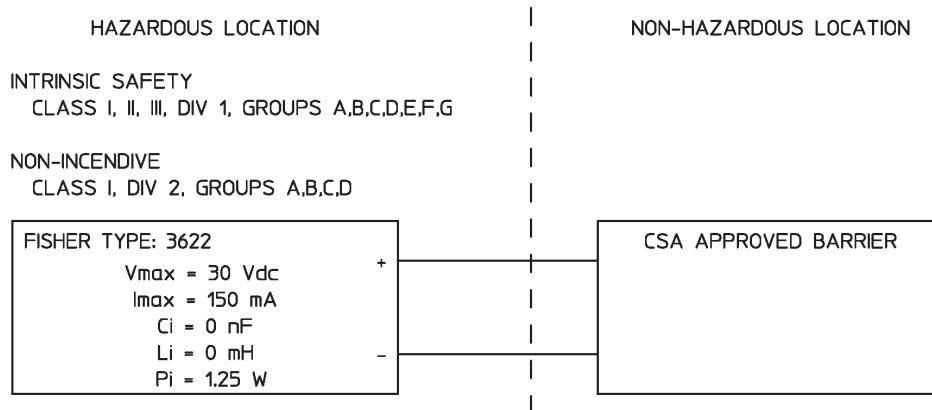 HAZARDOUS LOCATION
NON-HAZARDOUS LOCATION
INTRINSIC SAFETY
CLASS I, II, III, DIV 1, GROUPS A,B,C,D,E,F,G
NON-INCENDIVE
CLASS I, DIV 2, GROUPS A,B,C,D
FISHER TYPE: 3622
Vmax = 30 Vdc
Imax = 150 mA
Ci = 0 nF
Li = 0 mH
Pi = 1.25 W
+
−
CSA APPROVED BARRIER